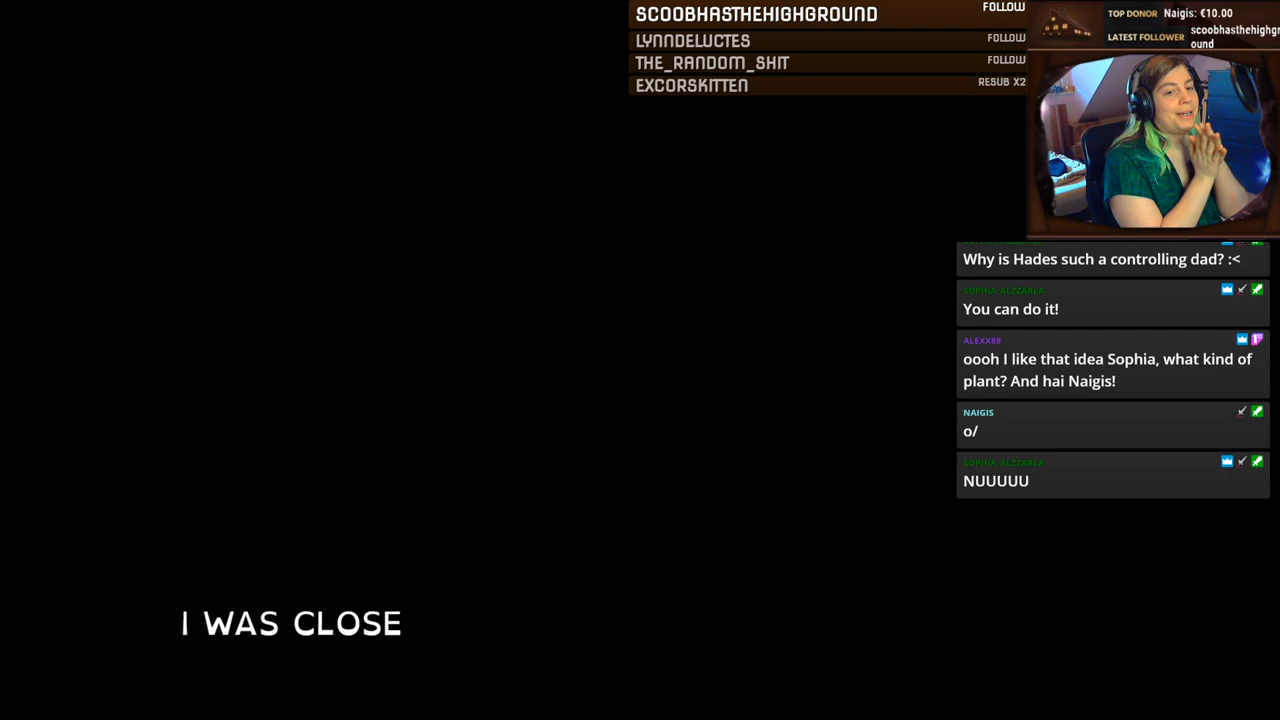 SCOOBHASTHEHIGHGROUND FOLLOW
LYNNDELUCTES FOLLOW
THE_RANDOM_SHIT FOLLOW
EXCORSKITTEN RESUB X2
TOP DONOR Naigis: €10.00
LATEST FOLLOWER scoobhasthehighgr
ound
Why is Hades such a controlling dad? :<
SOPHIA_ALZZARLA
You can do it!
ALEXX89
oooh I like that idea Sophia, what kind of
plant? And hai Naigis!
NAIGIS
o/
SOPHIA_ALZZARLA
NUUUUU
I WAS CLOSE